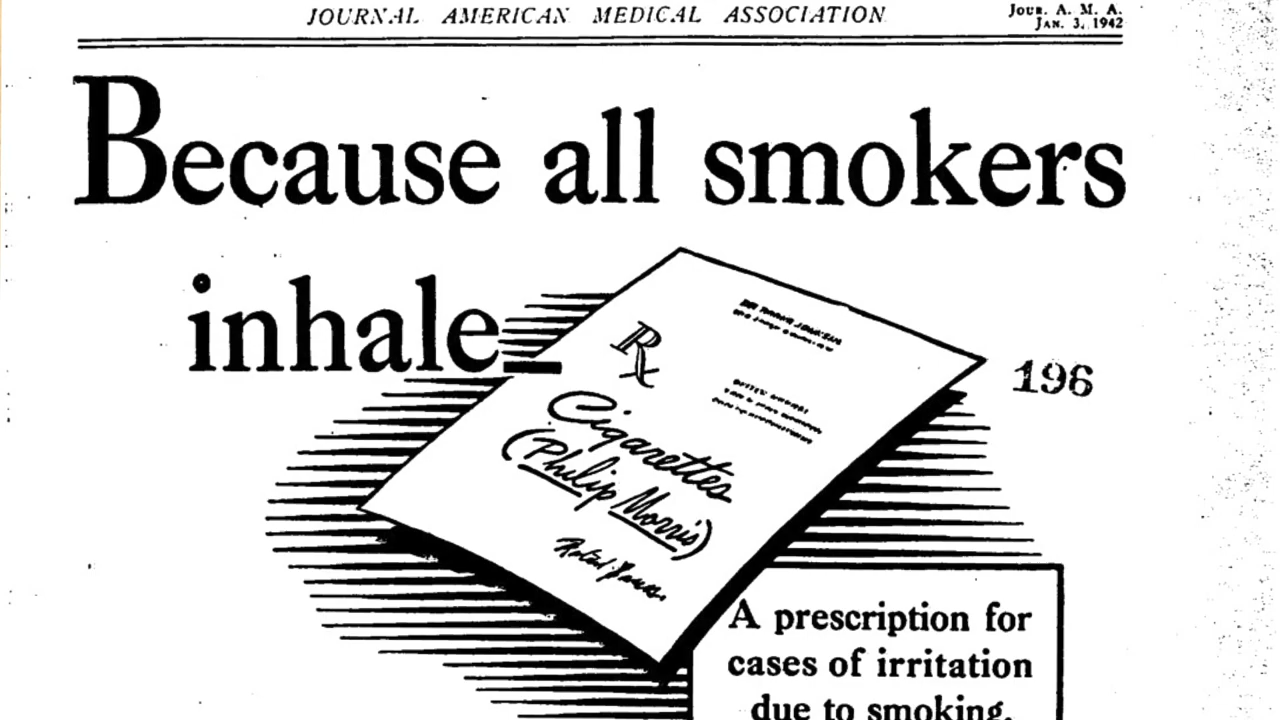 JOURNAL AMERICAN MEDICAL ASSOCIATION
JOUR. A. M. A.
JAN. 3, 1942
Because all smokers
inhale_
196
Rx
Cigarettes
(Philip Morris)
A prescription for
cases of irritation
due to smoking.